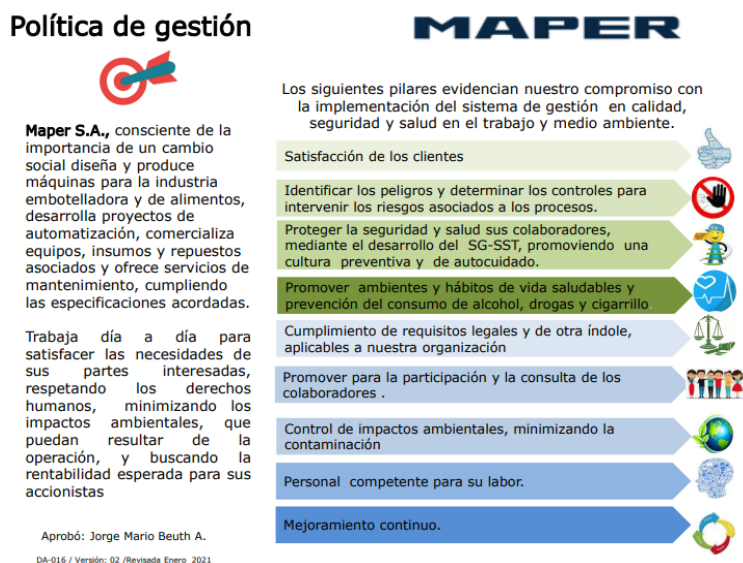 Política de gestión
Maper S.A., consciente de la
importancia de un cambio
social diseña y produce
máquinas para la industria
embotelladora y de alimentos,
desarrolla proyectos de
automatización, comercializa
equipos, insumos y repuestos
asociados y ofrece servicios de
mantenimiento, cumpliendo
las especificaciones acordadas.
Trabaja día a día para
satisfacer las necesidades de
sus partes interesadas,
respetando los derechos
humanos, minimizando los
impactos ambientales, que
puedan resultar de la
operación, y buscando la
rentabilidad esperada para sus
accionistas
Aprobó: Jorge Mario Beuth A.
DA-016 / Versión: 02 /Revisada Enero 2021
MAPER
Los siguientes pilares evidencian nuestro compromiso con
la implementación del sistema de gestión en calidad,
seguridad y salud en el trabajo y medio ambiente.
Satisfacción de los clientes
Identificar los peligros y determinar los controles para
intervenir los riesgos asociados a los procesos.
Proteger la seguridad y salud sus colaboradores,
mediante el desarrollo del SG-SST, promoviendo una
cultura preventiva y de autocuidado.
Promover ambientes y hábitos de vida saludables y
prevención del consumo de alcohol, drogas y cigarrillo
Cumplimiento de requisitos legales y de otra índole,
aplicables a nuestra organización
Promover para la participación y la consulta de los
colaboradores .
Control de impactos ambientales, minimizando la
contaminación
Personal competente para su labor.
Mejoramiento continuo.